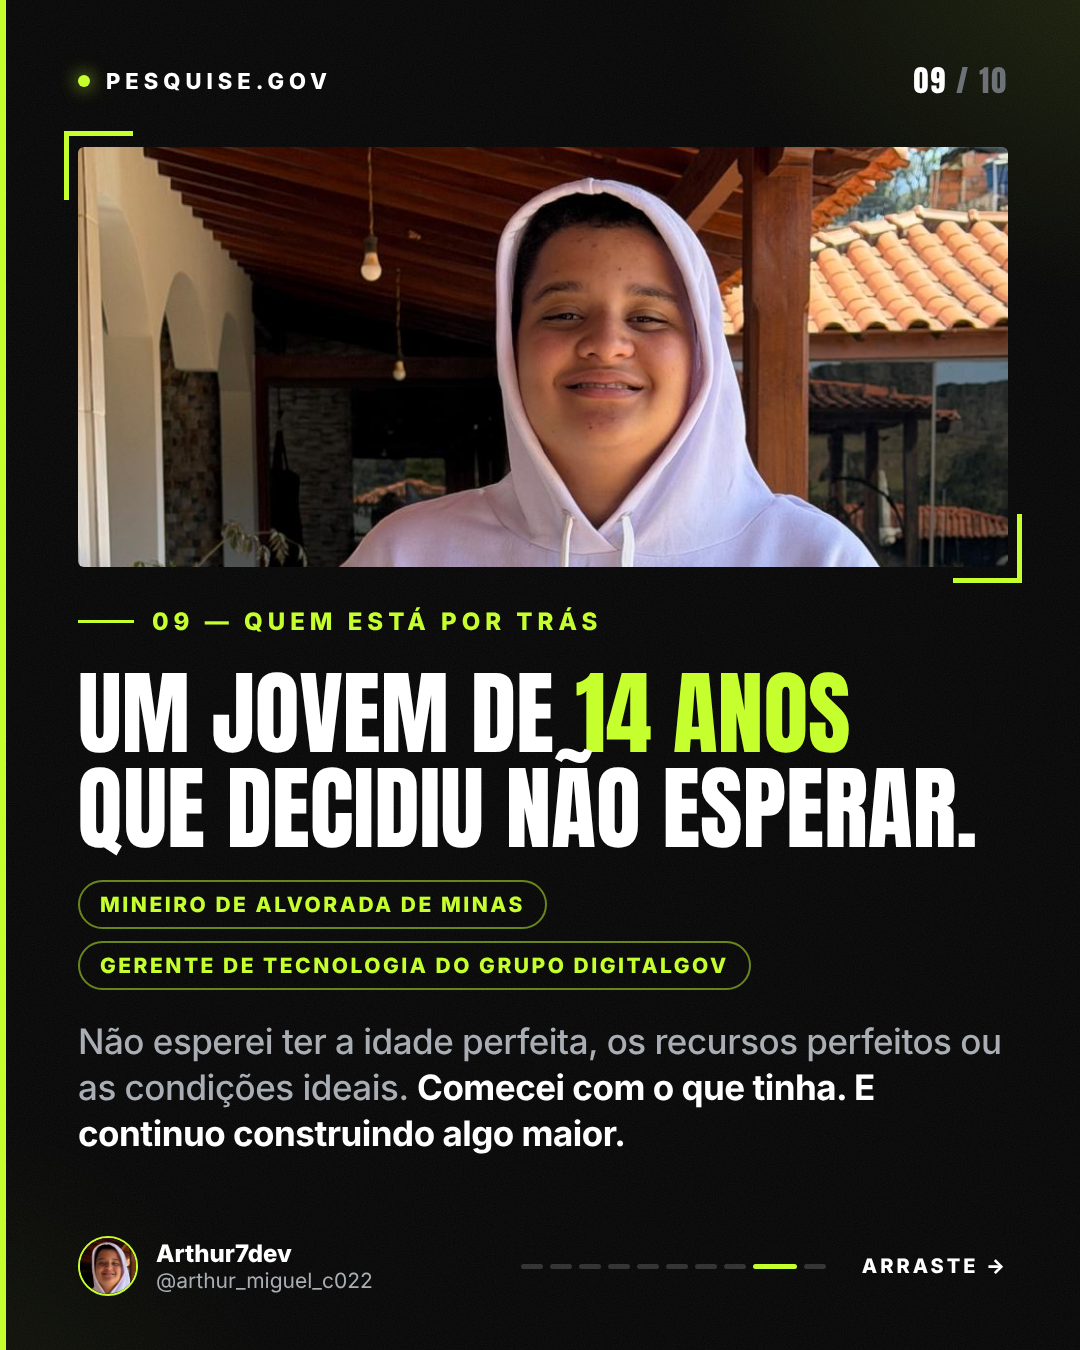 PESQUISE.GOV
09 / 10
09 — QUEM ESTÁ POR TRÁS
UM JOVEM DE 14 ANOS
QUE DECIDIU NÃO ESPERAR.
MINEIRO DE ALVORADA DE MINAS
GERENTE DE TECNOLOGIA DO GRUPO DIGITALGOV
Não esperei ter a idade perfeita, os recursos perfeitos ou
as condições ideais. Comecei com o que tinha. E
continuo construindo algo maior.
Arthur7dev
@arthur_miguel_c022
ARRASTE →